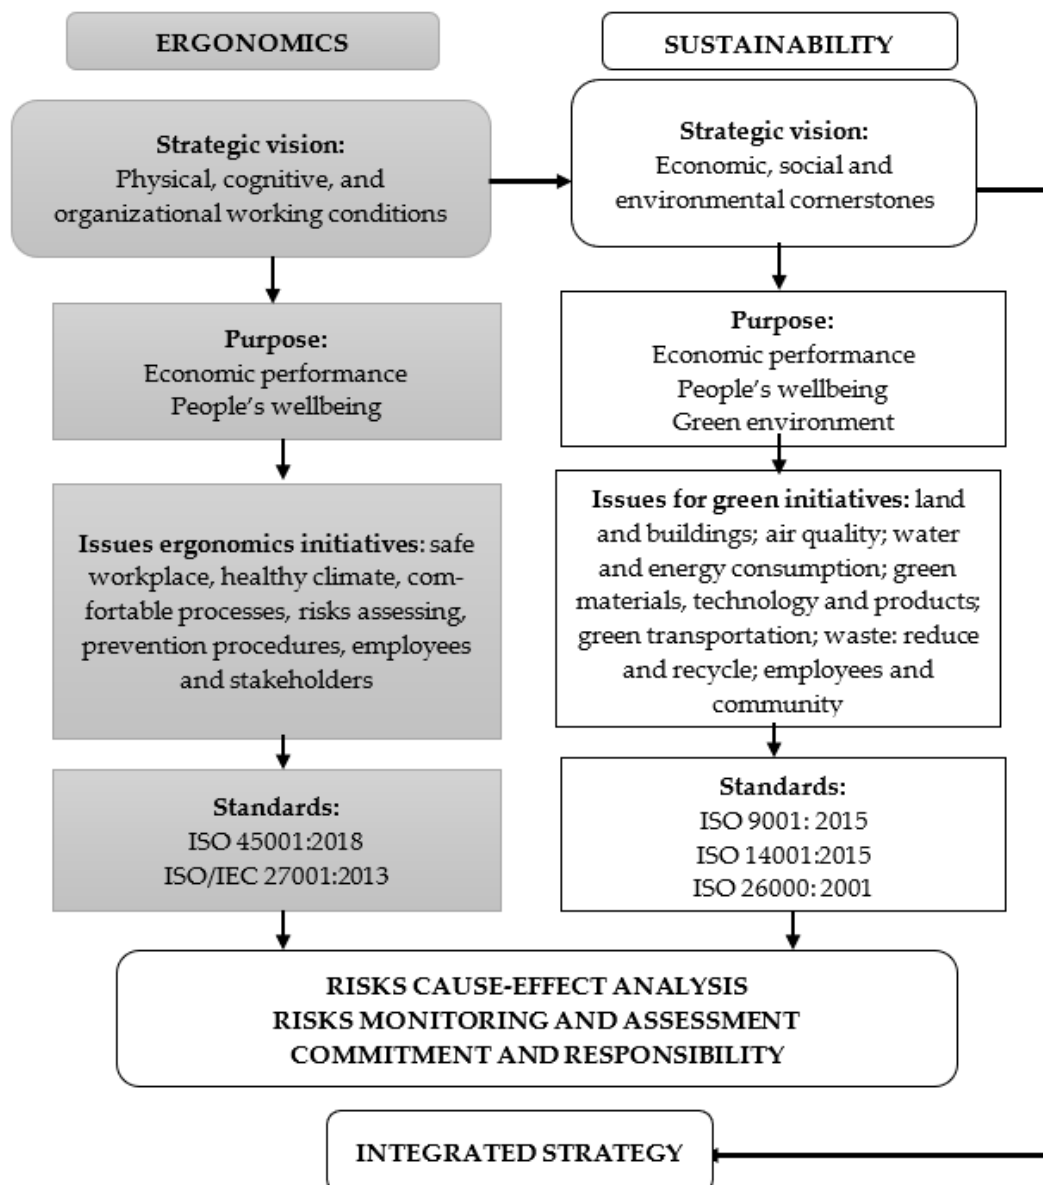 ERGONOMICS
Strategic vision:
Physical, cognitive, and
organizational working conditions
Purpose:
Economic performance
People’s wellbeing
Issues ergonomics initiatives: safe
workplace, healthy climate, com-
fortable processes, risks assessing,
prevention procedures, employees
and stakeholders
Standards:
ISO 45001:2018
ISO/IEC 27001:2013
SUSTAINABILITY
Strategic vision:
Economic, social and
environmental cornerstones
Purpose:
Economic performance
People’s wellbeing
Green environment
Issues for green initiatives: land
and buildings; air quality; water
and energy consumption; green
materials, technology and products;
green transportation; waste: reduce
and recycle; employees and
community
Standards:
ISO 9001: 2015
ISO 14001:2015
ISO 26000: 2001
RISKS CAUSE-EFFECT ANALYSIS
RISKS MONITORING AND ASSESSMENT
COMMITMENT AND RESPONSIBILITY
INTEGRATED STRATEGY